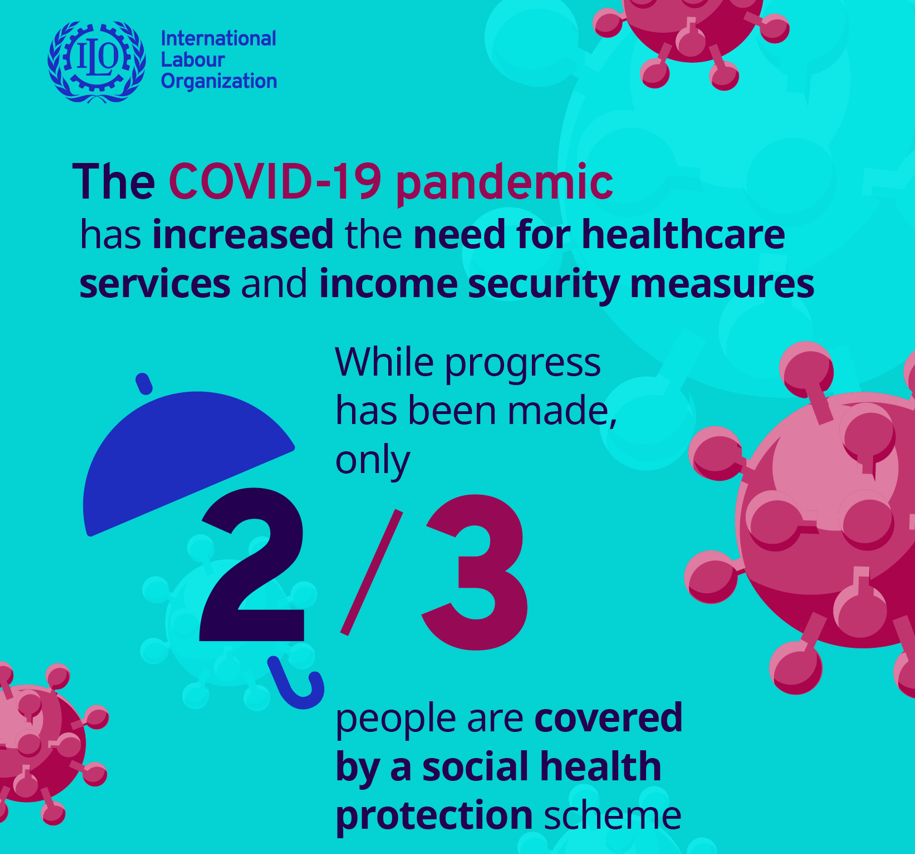 ILO
International
Labour
Organization
The COVID-19 pandemic
has increased the need for healthcare
services and income security measures
While progress
has been made,
only
2/3
people are covered
by a social health
protection scheme